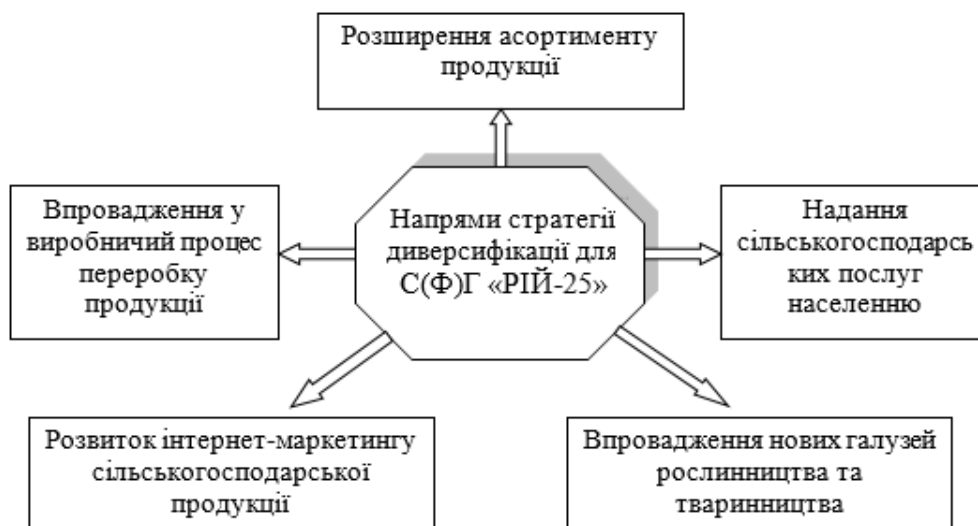 Розширення асортименту
продукції
Впровадження у
виробничий процес
переробку
продукції
Напрями стратегії
диверсифікації для
С(Ф)Г «РІЙ-25»
Надання
сільськогосподарсь
ких послуг
населенню
Розвиток інтернет-маркетингу
сільськогосподарської
продукції
Впровадження нових галузей
рослинництва та
тваринництва